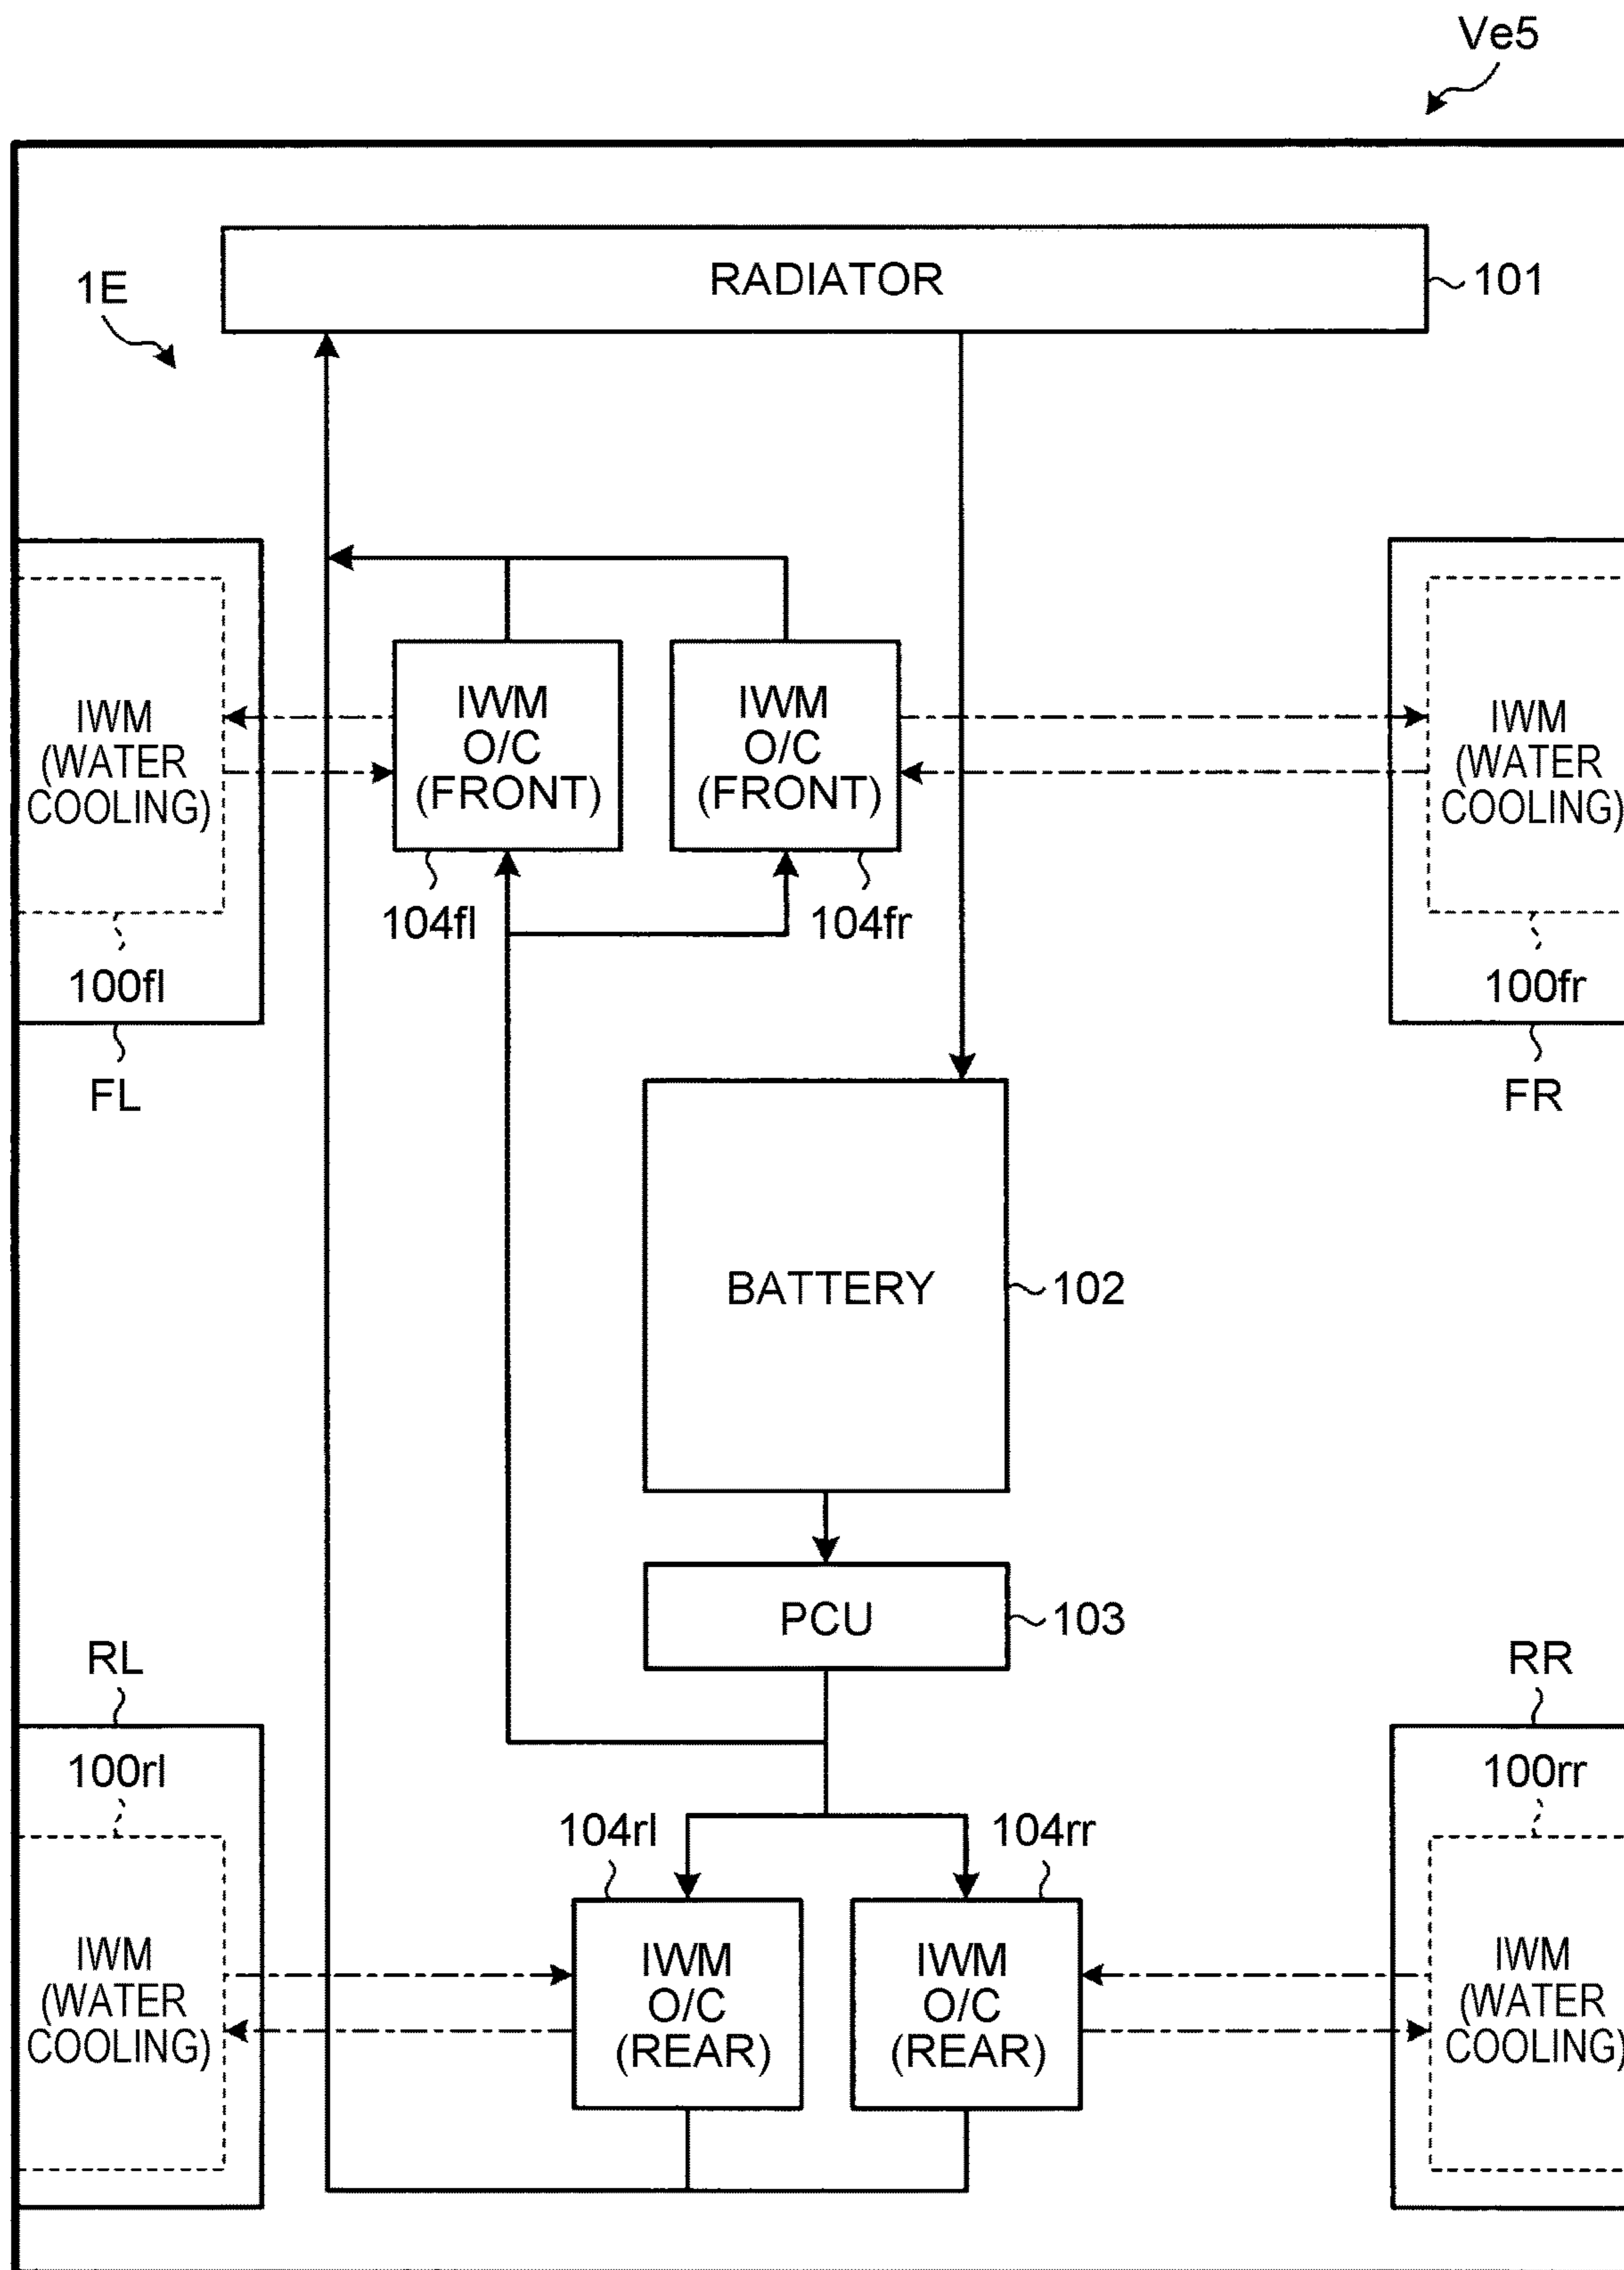 Ve5
1E
RADIATOR
101
IWM
(WATER
COOLING)
100fl
FL
IWM
O/C
(FRONT)
104fl
IWM
O/C
(FRONT)
104fr
IWM
(WATER
COOLING)
100fr
FR
BATTERY
102
PCU
103
RL
100rl
IWM
(WATER
COOLING)
104rl
IWM
O/C
(REAR)
104rr
IWM
O/C
(REAR)
RR
100rr
IWM
(WATER
COOLING)